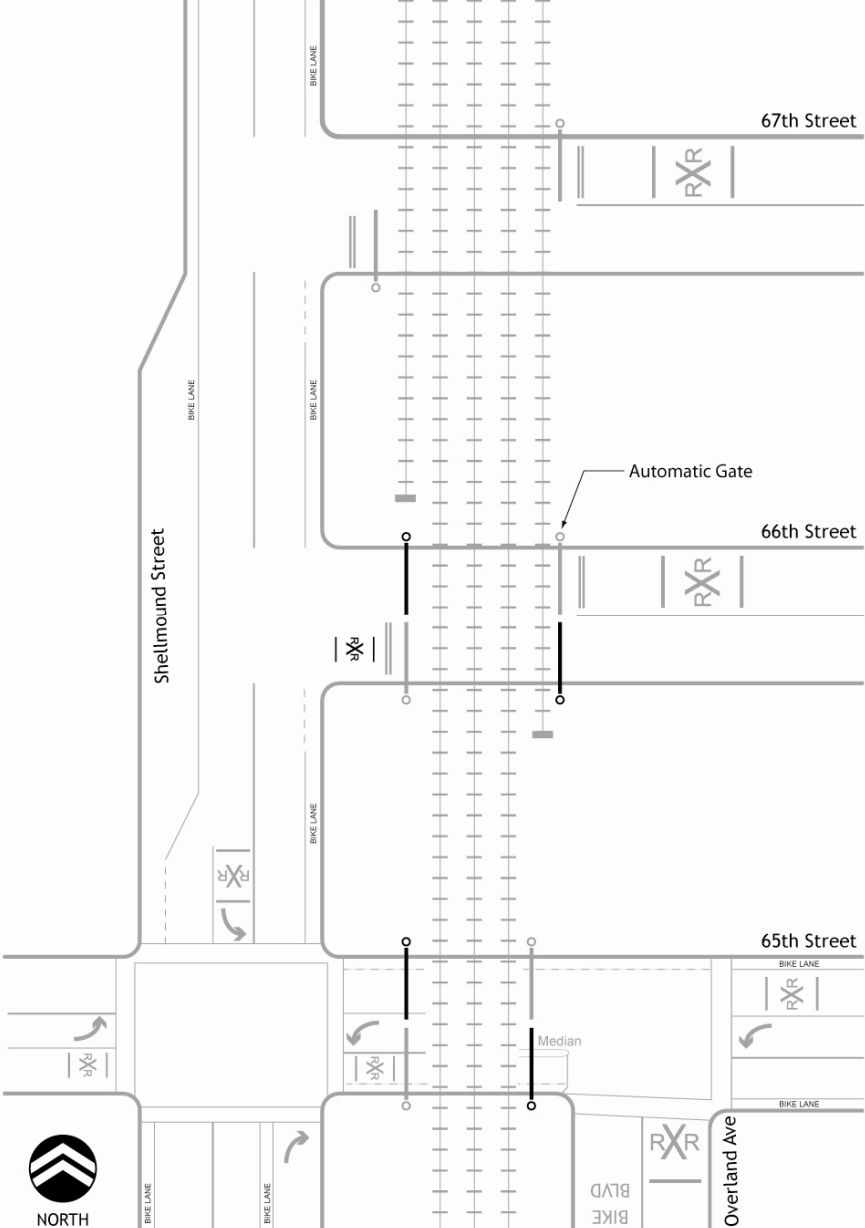 BIKE LANE
67th Street
RXR
BIKE LANE
BIKE LANE
Automatic Gate
66th Street
RXR
Shellmound Street
RXR
BIKE LANE
RXR
65th Street
BIKE LANE
RXR
Median
RXR
RXR
BIKE LANE
RXR
Overland Ave
BIKE LANE
BIKE LANE
BIKE
BLVD
NORTH